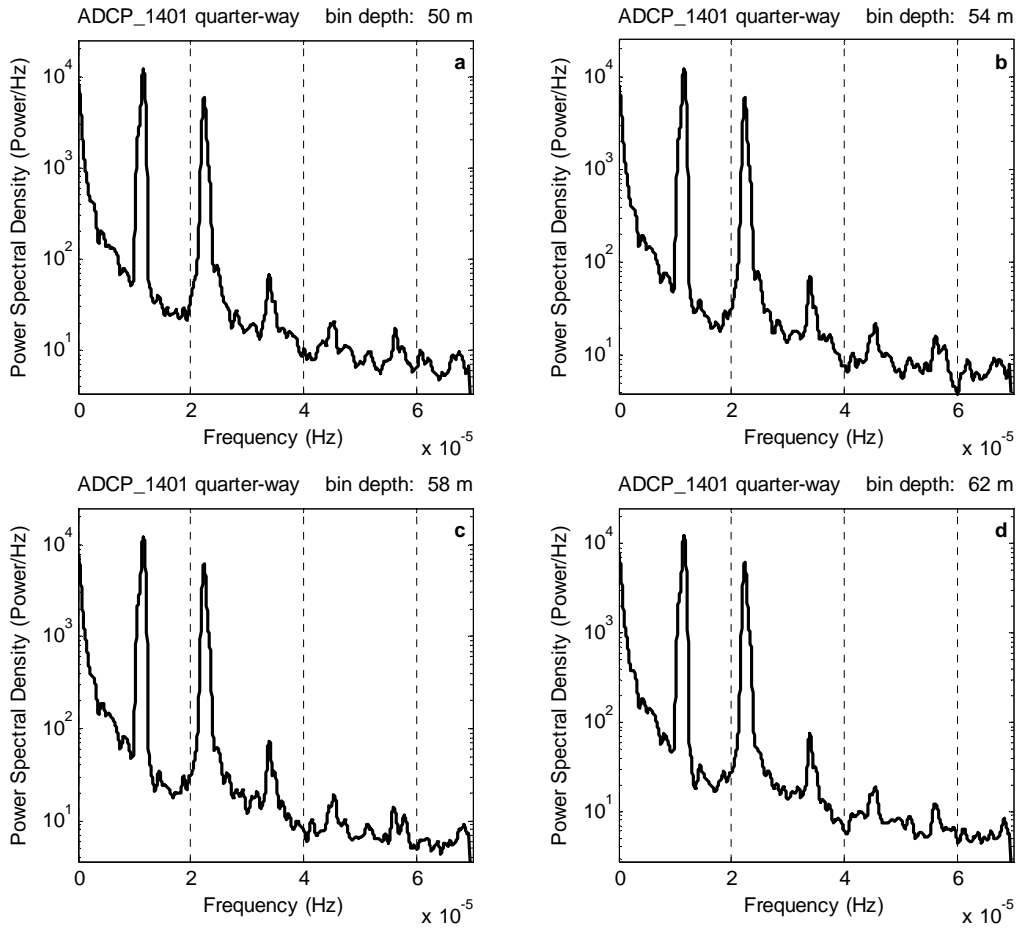 ADCP_1401 quarter-way bin depth: 50 m
a
Power Spectral Density (Power/Hz)
10^4
10^3
10^2
10^1
0 2 4 6
Frequency (Hz)
x 10^-5
ADCP_1401 quarter-way bin depth: 54 m
b
Power Spectral Density (Power/Hz)
10^4
10^3
10^2
10^1
0 2 4 6
Frequency (Hz)
x 10^-5
ADCP_1401 quarter-way bin depth: 58 m
c
Power Spectral Density (Power/Hz)
10^4
10^3
10^2
10^1
0 2 4 6
Frequency (Hz)
x 10^-5
ADCP_1401 quarter-way bin depth: 62 m
d
Power Spectral Density (Power/Hz)
10^4
10^3
10^2
10^1
0 2 4 6
Frequency (Hz)
x 10^-5